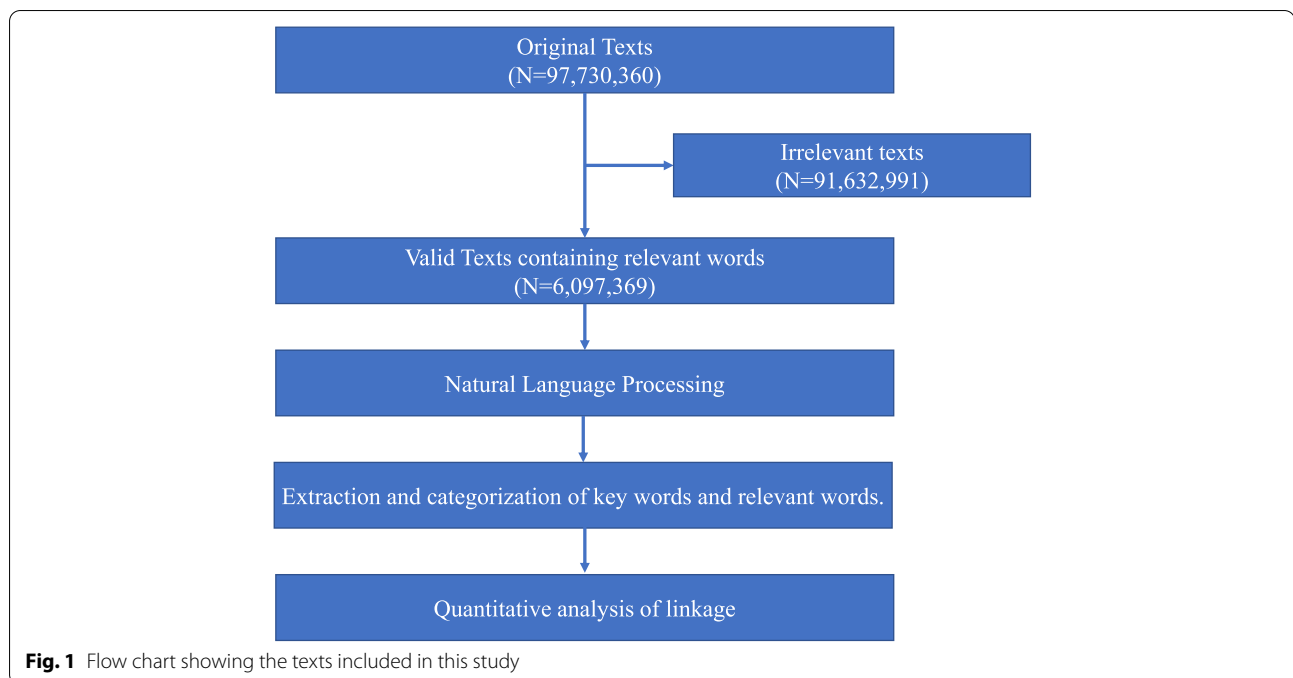 Original Texts
(N=97,730,360)
Irrelevant texts
(N=91,632,991)
Valid Texts containing relevant words
(N=6,097,369)
Natural Language Processing
Extraction and categorization of key words and relevant words.
Quantitative analysis of linkage
Fig. 1 Flow chart showing the texts included in this study